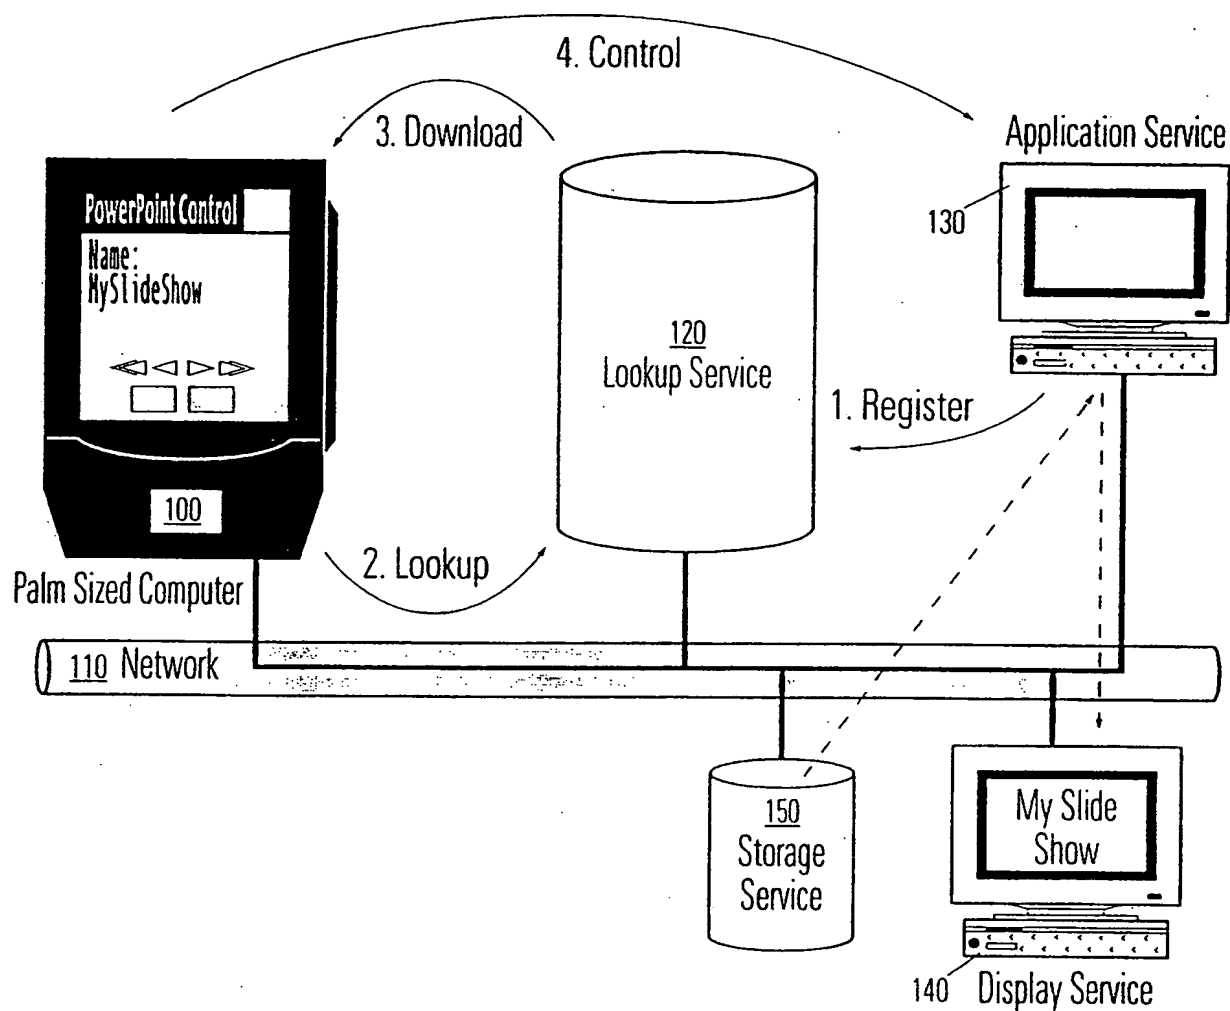 4. Control
3. Download
Application Service
PowerPoint Control
Name:
MySlideShow
130
120
Lookup Service
1. Register
100
2. Lookup
Palm Sized Computer
110 Network
150
Storage
Service
My Slide
Show
140
Display Service